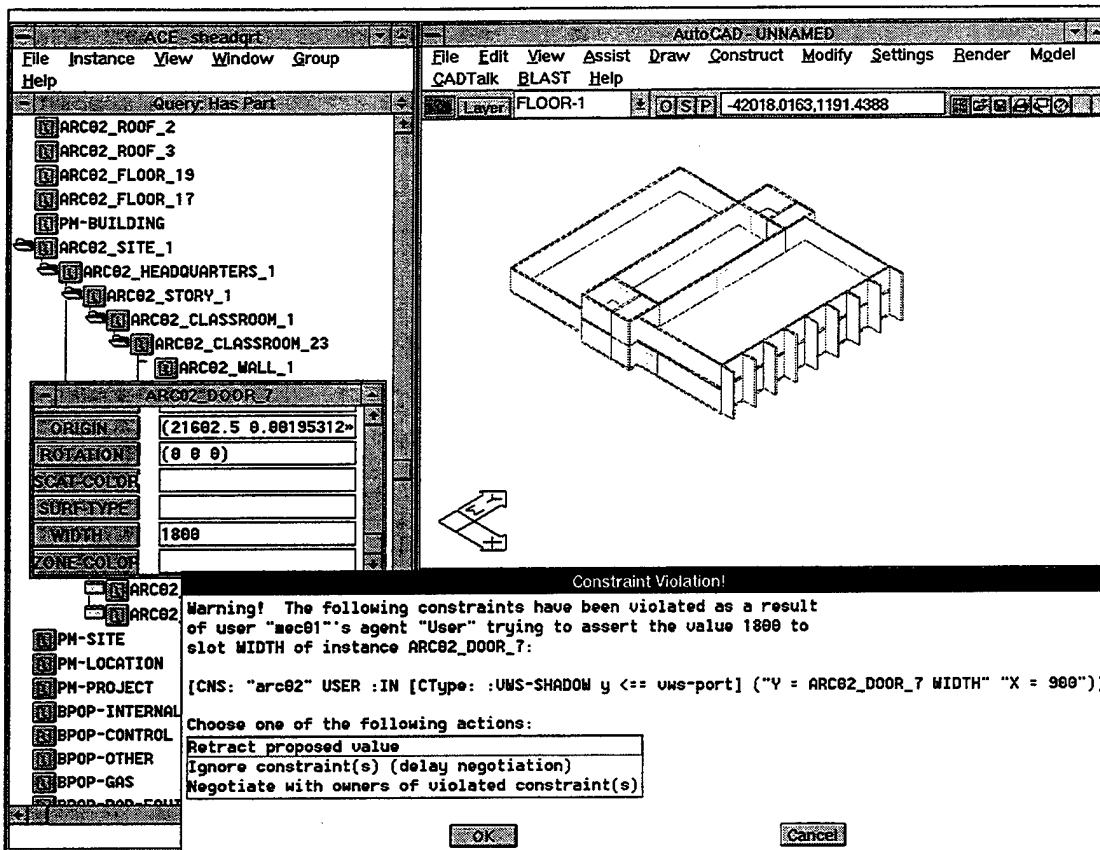 ACE - sheadqrt
File Instance View Window Group
Help
Query: Has Part
ARC02_ROOF_2
ARC02_ROOF_3
ARC02_FLOOR_19
ARC02_FLOOR_17
PM-BUILDING
ARC02_SITE_1
ARC02_HEADQUARTERS_1
ARC02_STORY_1
ARC02_CLASSROOM_1
ARC02_CLASSROOM_23
ARC02_WALL_1
ARC02_DOOR_7
ORIGIN (21602.5 0.00195312»
ROTATION (0 0 0)
SCAT-COLOR
SURF-TYPE
WIDTH 1800
ZONE-COLOR
ARC02_
ARC02_
PM-SITE
PM-LOCATION
PM-PROJECT
BPOP-INTERNAL
BPOP-CONTROL
BPOP-OTHER
BPOP-GAS
AutoCAD - UNNAMED
File Edit View Assist Draw Construct Modify Settings Render Model
CADTalk BLAST Help
Layer FLOOR-1 O S P -42018.0163,1191.4388
Y
W
X
Constraint Violation!
Warning! The following constraints have been violated as a result
of user "mec01"'s agent "User" trying to assert the value 1800 to
slot WIDTH of instance ARC02_DOOR_7:
[CNS: "arc02" USER :IN [CType: :VWS-SHADOW y <== vws-port] ("Y = ARC02_DOOR_7 WIDTH" "X = 900")]
Choose one of the following actions:
Retract proposed value
Ignore constraint(s) (delay negotiation)
Negotiate with owners of violated constraint(s)
OK Cancel